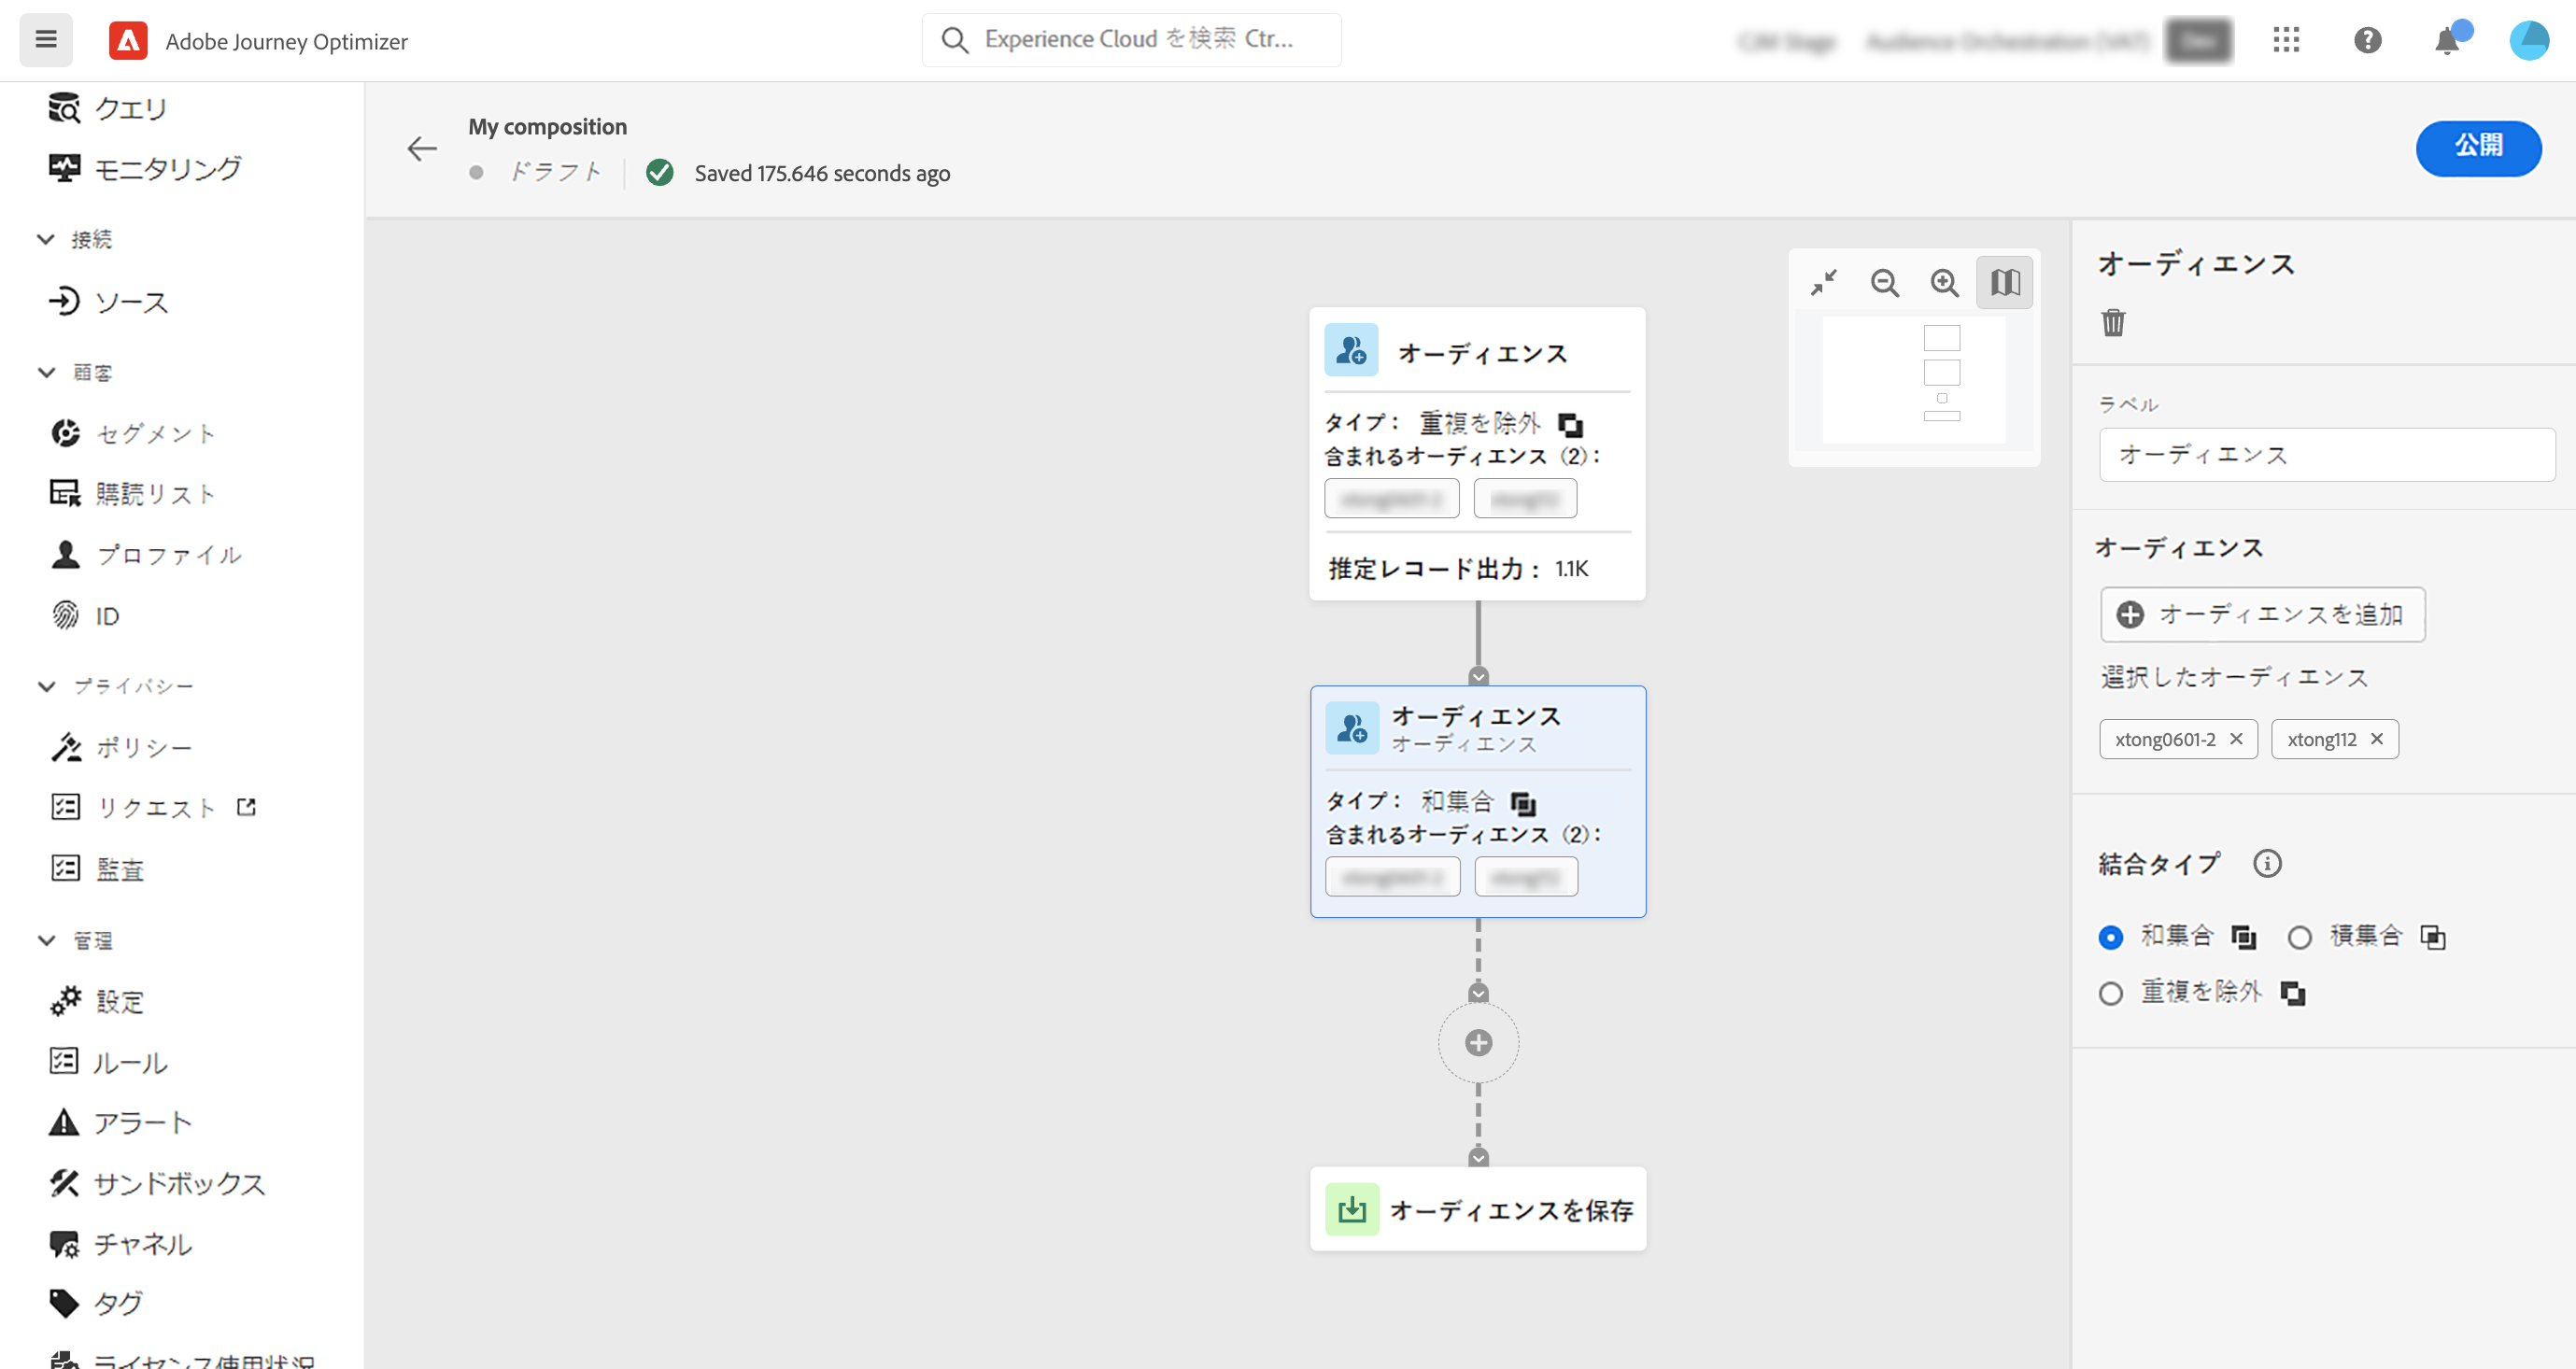 Adobe Journey Optimizer
Experience Cloud を検索 Ctr...
クエリ
モニタリング
接続
ソース
顧客
セグメント
購読リスト
プロファイル
ID
プライバシー
ポリシー
リクエスト
監査
管理
設定
ルール
アラート
サンドボックス
チャネル
タグ
ライセンス使用状況
My composition
ドラフト
Saved 175.646 seconds ago
公開
オーディエンス
タイプ： 重複を除外
含まれるオーディエンス（2）：
推定レコード出力： 1.1K
オーディエンス
オーディエンス
タイプ： 和集合
含まれるオーディエンス（2）：
オーディエンスを保存
オーディエンス
ラベル
オーディエンス
オーディエンス
オーディエンスを追加
選択したオーディエンス
xtong0601-2 xtong112
結合タイプ
和集合 積集合
重複を除外